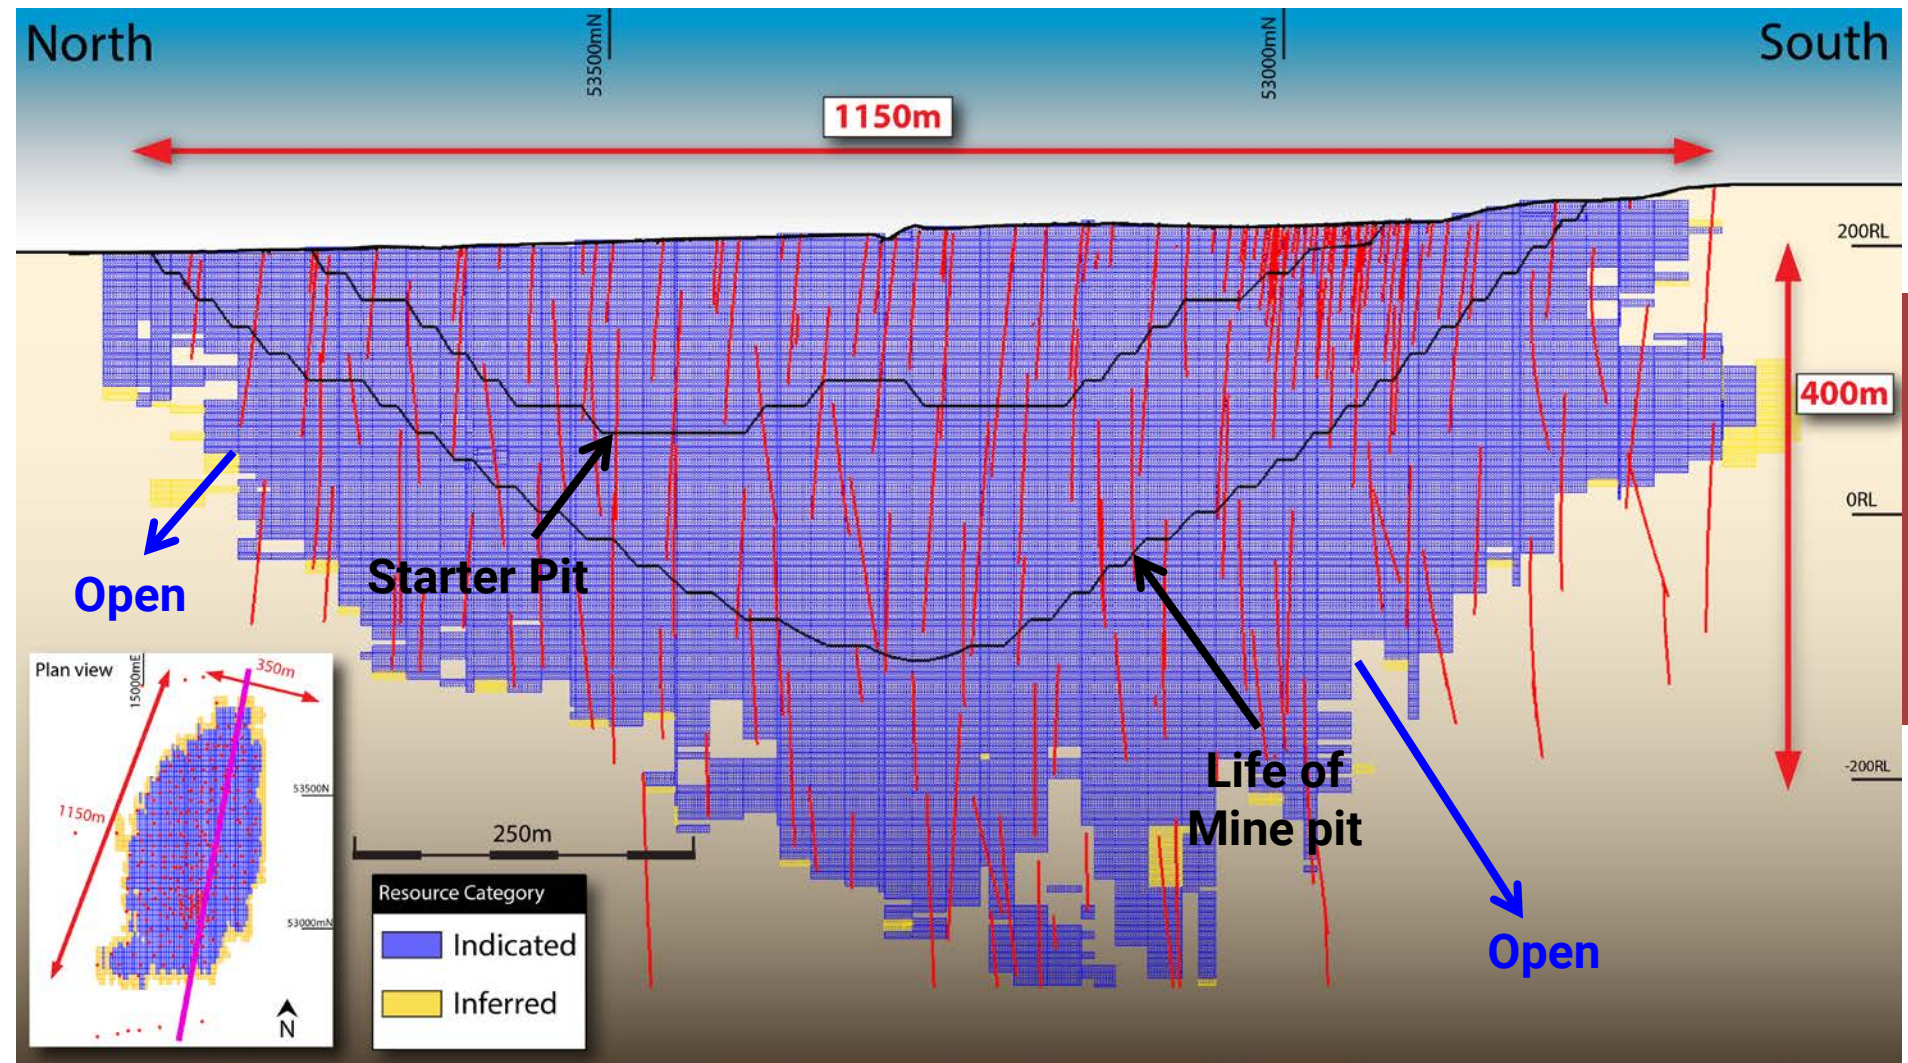 North
53500mN
53000mN
South
1150m
200RL
400m
0RL
-200RL
Starter Pit
Open
Life of
Mine pit
Open
Plan view
15000mE
350m
1150m
53500N
53000mN
N
250m
Resource Category
Indicated
Inferred